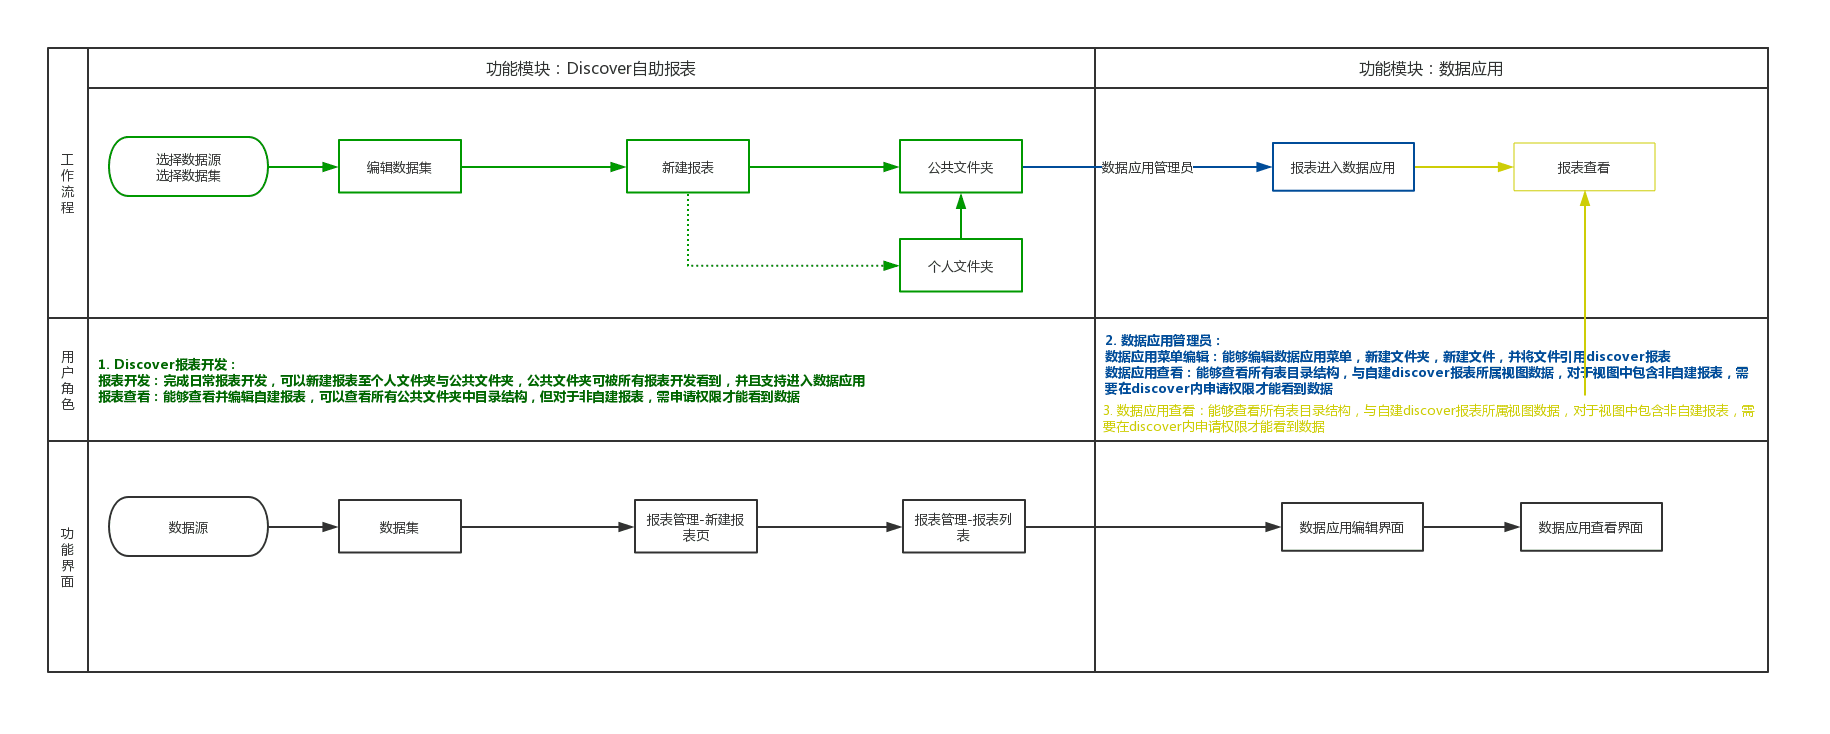 功能模块：Discover自助报表
功能模块：数据应用
工作流程
选择数据源
选择数据集
编辑数据集
新建报表
公共文件夹
数据应用管理员
报表进入数据应用
报表查看
个人文件夹
用户角色
1. Discover报表开发：
报表开发：完成日常报表开发，可以新建报表至个人文件夹与公共文件夹，公共文件夹可被所有报表开发看到，并且支持进入数据应用
报表查看：能够查看并编辑自建报表，可以查看所有公共文件夹中目录结构，但对于非自建报表，需申请权限才能看到数据
2. 数据应用管理员：
数据应用菜单编辑：能够编辑数据应用菜单，新建文件夹，新建文件，并将文件引用discover报表
数据应用查看：能够查看所有表目录结构，与自建discover报表所属视图数据，对于视图中包含非自建报表，需
要在discover内申请权限才能看到数据
3. 数据应用查看：能够查看所有表目录结构，与自建discover报表所属视图数据，对于视图中包含非自建报表，需
要在discover内申请权限才能看到数据
功能界面
数据源
数据集
报表管理-新建报
表页
报表管理-报表列
表
数据应用编辑界面
数据应用查看界面